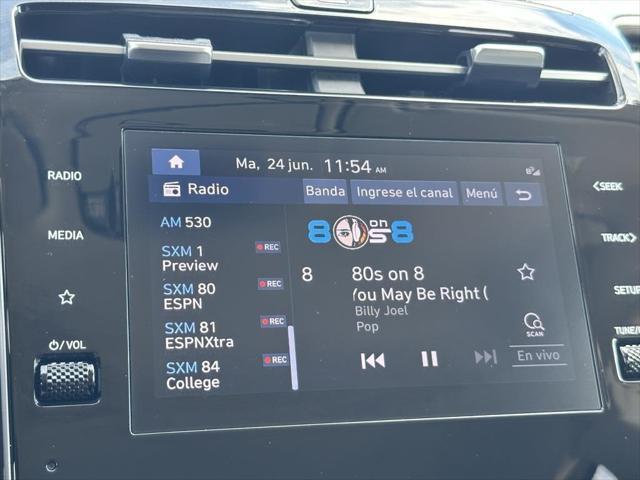 RADIO
MEDIA
⏻/VOL
Ma, 24 jun. 11:54 AM
Radio
Banda
Ingrese el canal
Menú
AM 530
SXM 1
REC
Preview
SXM 80
REC
ESPN
SXM 81
REC
ESPNXtra
SXM 84
REC
College
8 on 8
8
80s on 8
You May Be Right (
Billy Joel
Pop
SCAN
En vivo
<SEEK
TRACK>
SETUP
TUNE/